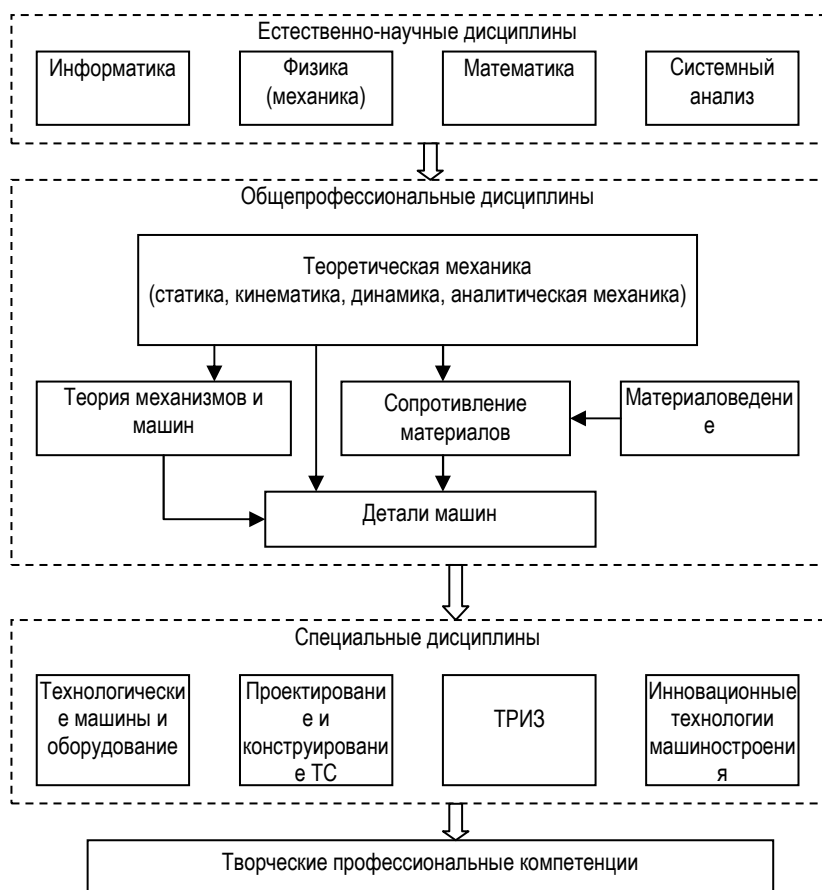 Естественно-научные дисциплины
Информатика
Физика
(механика)
Математика
Системный
анализ
Общепрофессиональные дисциплины
Теоретическая механика
(статика, кинематика, динамика, аналитическая механика)
Теория механизмов и
машин
Сопротивление
материалов
Материаловедени
е
Детали машин
Специальные дисциплины
Технологически
е машины и
оборудование
Проектировани
е и
конструировани
е ТС
ТРИЗ
Инновационные
технологии
машиностроени
я
Творческие профессиональные компетенции